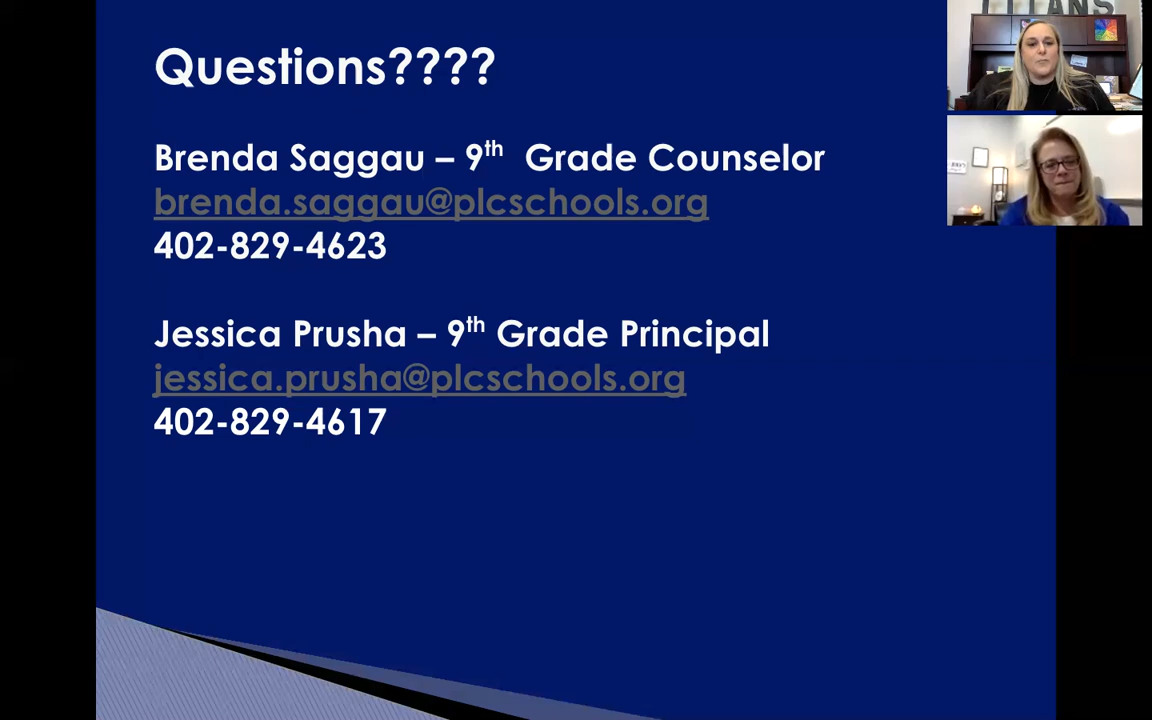 TITANS
Questions????
Brenda Saggau – 9th Grade Counselor
brenda.saggau@plcschools.org
402-829-4623
Jessica Prusha – 9th Grade Principal
jessica.prusha@plcschools.org
402-829-4617